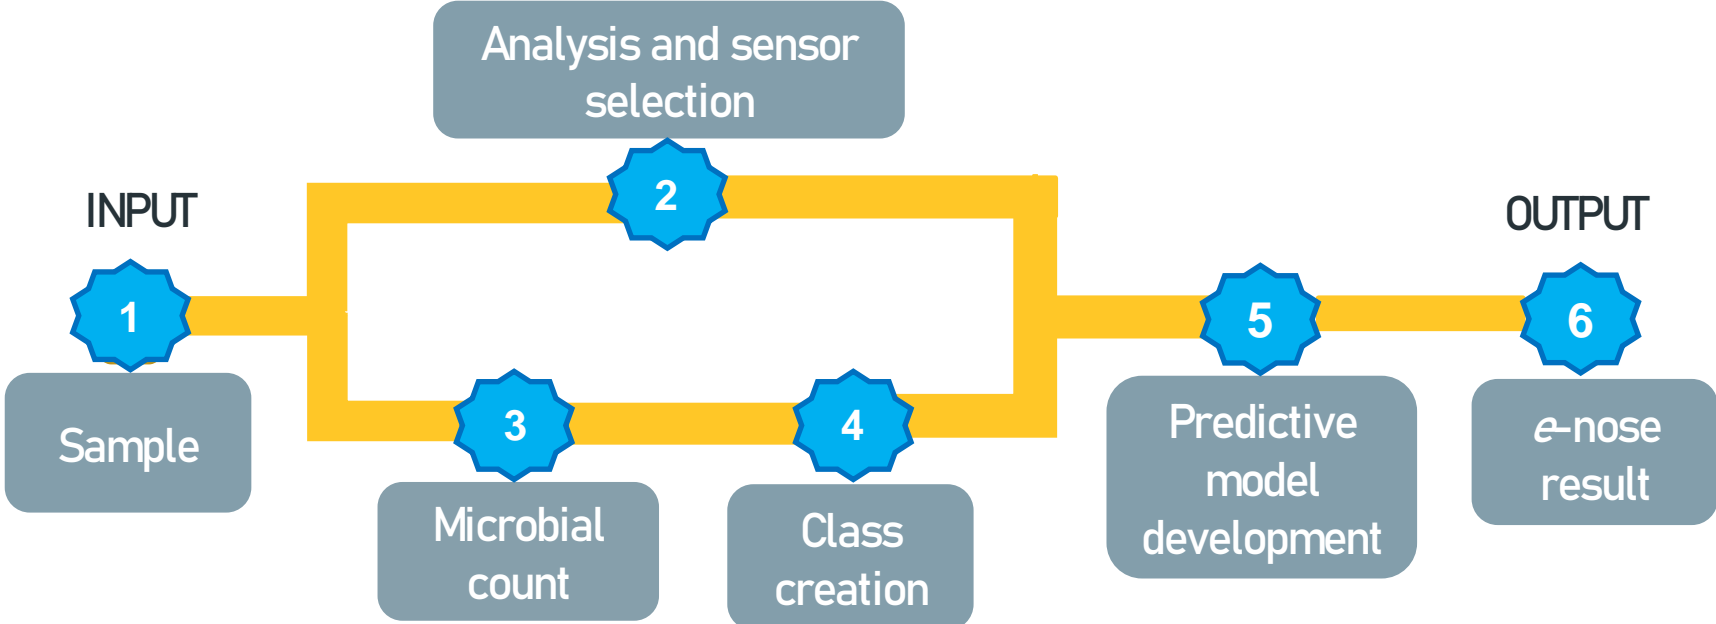 Analysis and sensor
selection
2
INPUT
OUTPUT
1
Sample
3
Microbial
count
4
Class
creation
5
Predictive
model
development
6
e-nose
result